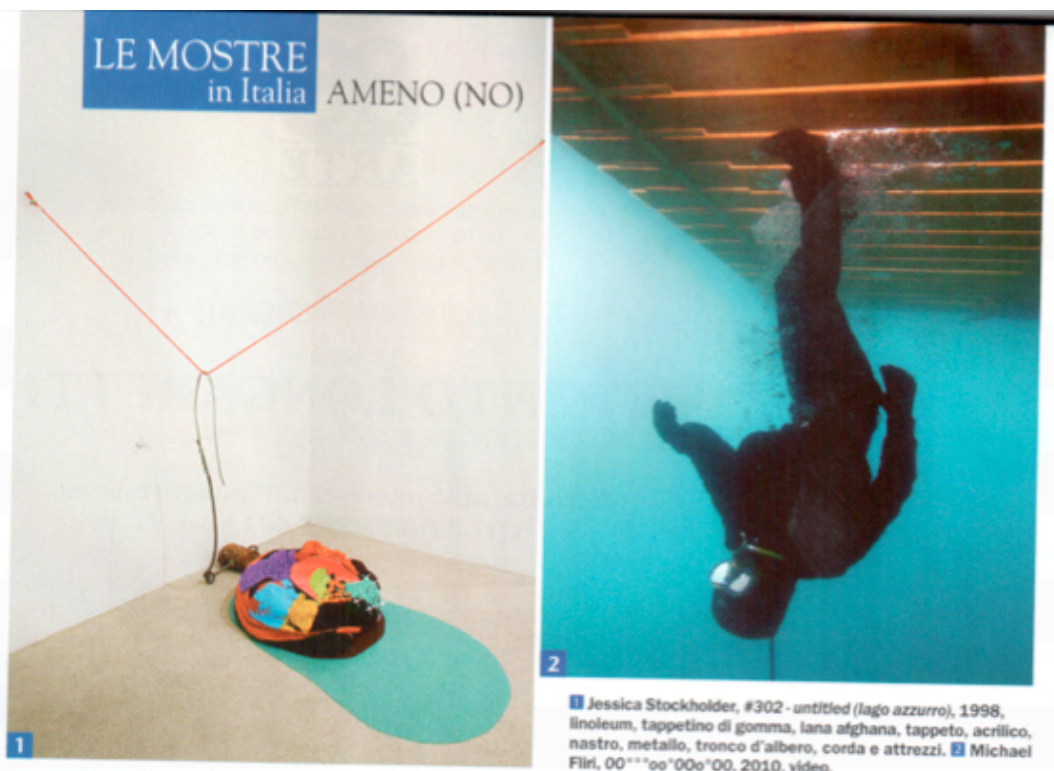 LE MOSTRE
in Italia
AMENO (NO)
1
2
1 Jessica Stockholder, #302 - untitled (lago azzurro), 1998,
linoleum, tappetino di gomma, lana afghana, tappeto, acrilico,
nastro, metallo, tronco d'albero, corda e attrezzi. 2 Michael
Fliri, 00°°°oo°00o°00, 2010, video.